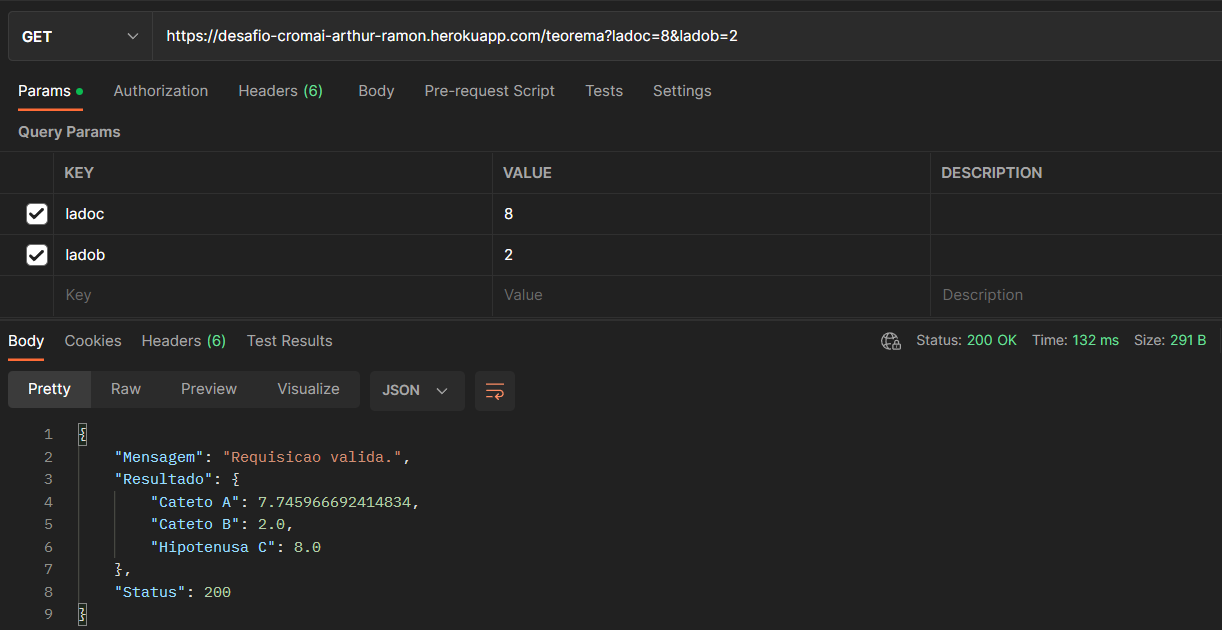 GET https://desafio-cromai-arthur-ramon.herokuapp.com/teorema?ladoc=8&ladob=2
Params Authorization Headers (6) Body Pre-request Script Tests Settings
Query Params
KEY VALUE DESCRIPTION
ladoc 8
ladob 2
Key Value Description
Body Cookies Headers (6) Test Results Status: 200 OK Time: 132 ms Size: 291 B
Pretty Raw Preview Visualize JSON
1 {
2 "Mensagem": "Requisicao valida.",
3 "Resultado": {
4 "Cateto A": 7.745966692414834,
5 "Cateto B": 2.0,
6 "Hipotenusa C": 8.0
7 },
8 "Status": 200
9 }